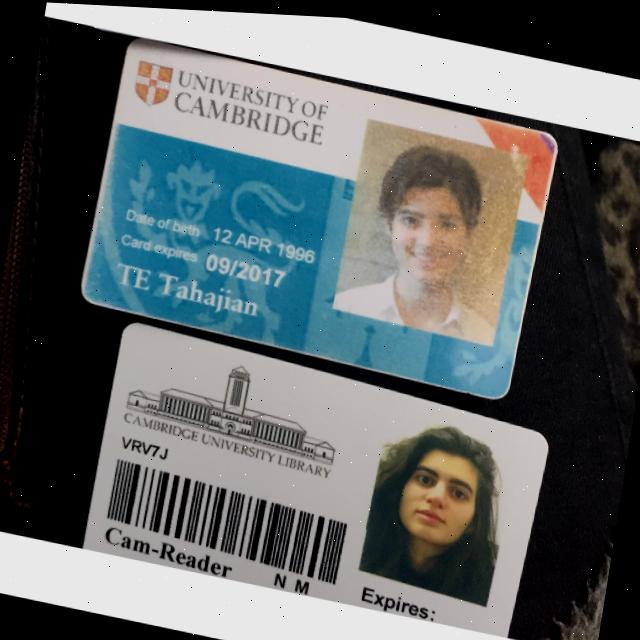 UNIVERSITY OF
CAMBRIDGE
Date of birth 12 APR 1996
Card expires 09/2017
TE Tahajian
CAMBRIDGE UNIVERSITY LIBRARY
VRV7J
Cam-Reader
N M
Expires: